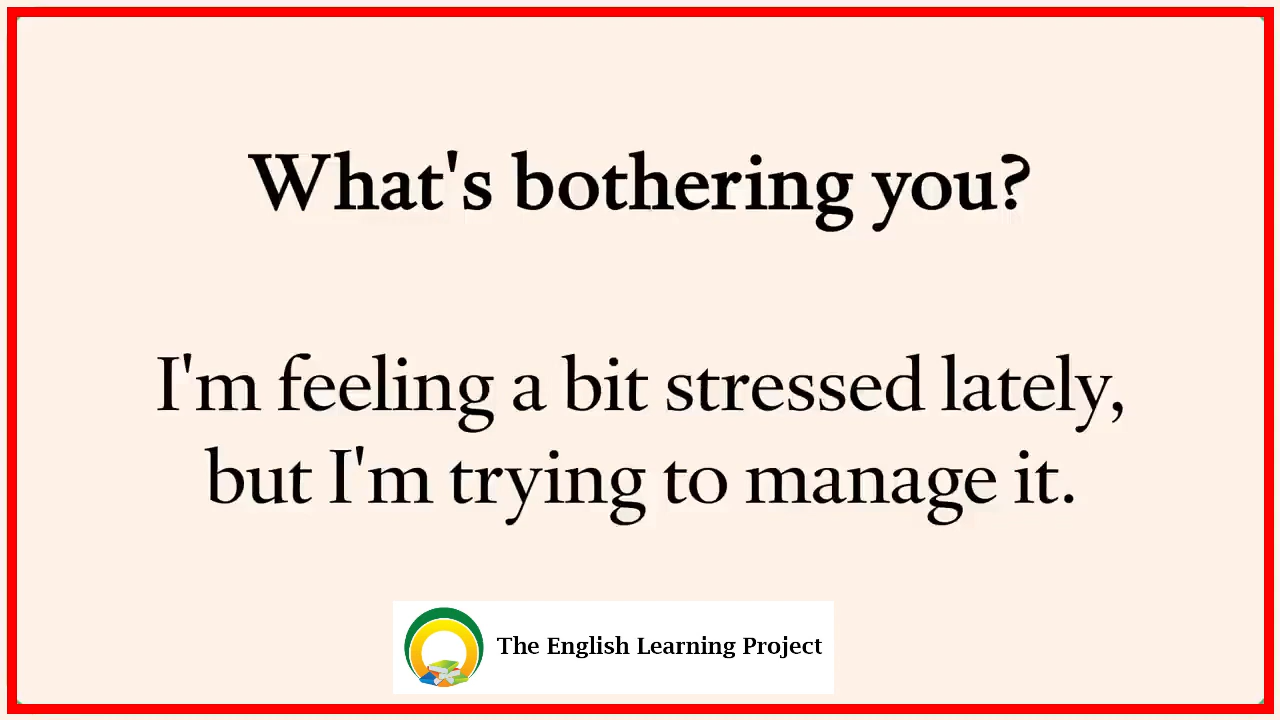 What's bothering you?
I'm feeling a bit stressed lately,
but I'm trying to manage it.
The English Learning Project